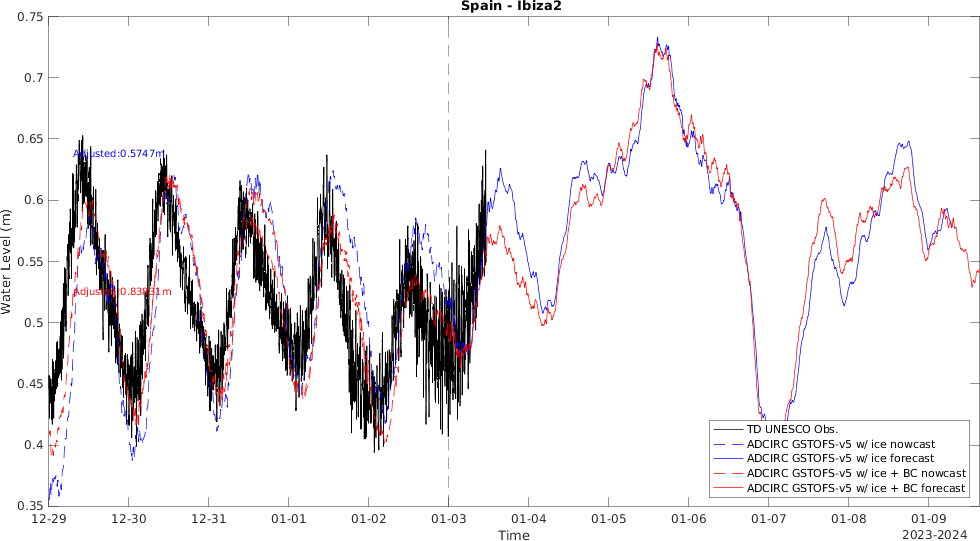 Spain - Ibiza2
0.75
0.7
0.65
0.6
0.55
0.5
0.45
0.4
0.35
Water Level (m)
Adjusted:0.5747m
Adjusted:0.83831m
TD UNESCO Obs.
ADCIRC GSTOFS-v5 w/ ice nowcast
ADCIRC GSTOFS-v5 w/ ice forecast
ADCIRC GSTOFS-v5 w/ ice + BC nowcast
ADCIRC GSTOFS-v5 w/ ice + BC forecast
12-29 12-30 12-31 01-01 01-02 01-03 01-04 01-05 01-06 01-07 01-08 01-09
Time
2023-2024